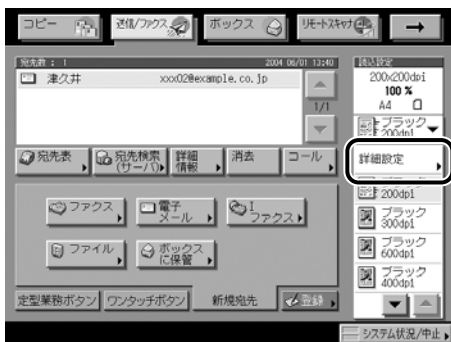 コピー
送信/ファクス
ボックス
リモートスキャナ
宛先数 : 1
2004 06/01 13:40
津久井
xxx02@example.co.jp
1/1
宛先表
宛先検索
(サーバ)
詳細
情報
消去
コール
ファクス
電子
メール
I
ファクス
ファイル
ボックス
に保管
定型業務ボタン
ワンタッチボタン
新規宛先
登録
読込設定
200x200dpi
100 %
A4
ブラック
200dpi
詳細設定
200dpi
ブラック
300dpi
ブラック
600dpi
ブラック
400dpi
システム状況/中止